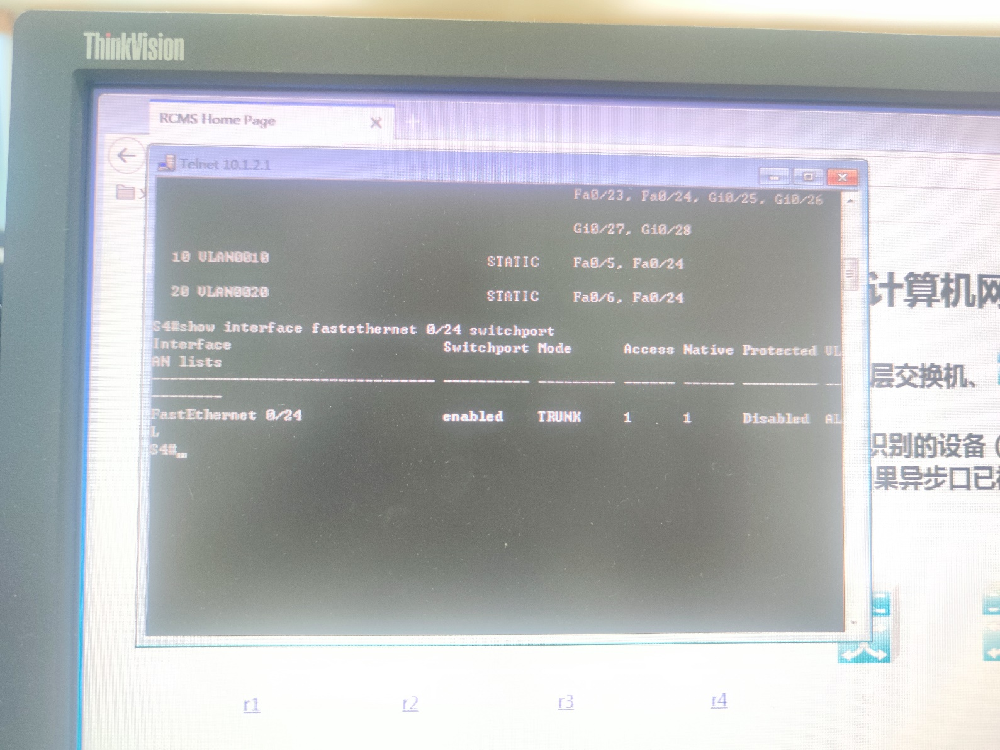 ThinkVision
RCMS Home Page
Telnet 10.1.2.1
Fa0/23, Fa0/24, Gi0/25, Gi0/26
Gi0/27, Gi0/28
10 VLAN0010 STATIC Fa0/5, Fa0/24
20 VLAN0020 STATIC Fa0/6, Fa0/24
S4#show interface fastethernet 0/24 switchport
Interface Switchport Mode Access Native Protected VL
AN lists
FastEthernet 0/24 enabled TRUNK 1 1 Disabled AL
L
S4#_
计算机网
层交换机、
识别的设备（
果异步口已
r1 r2 r3 r4